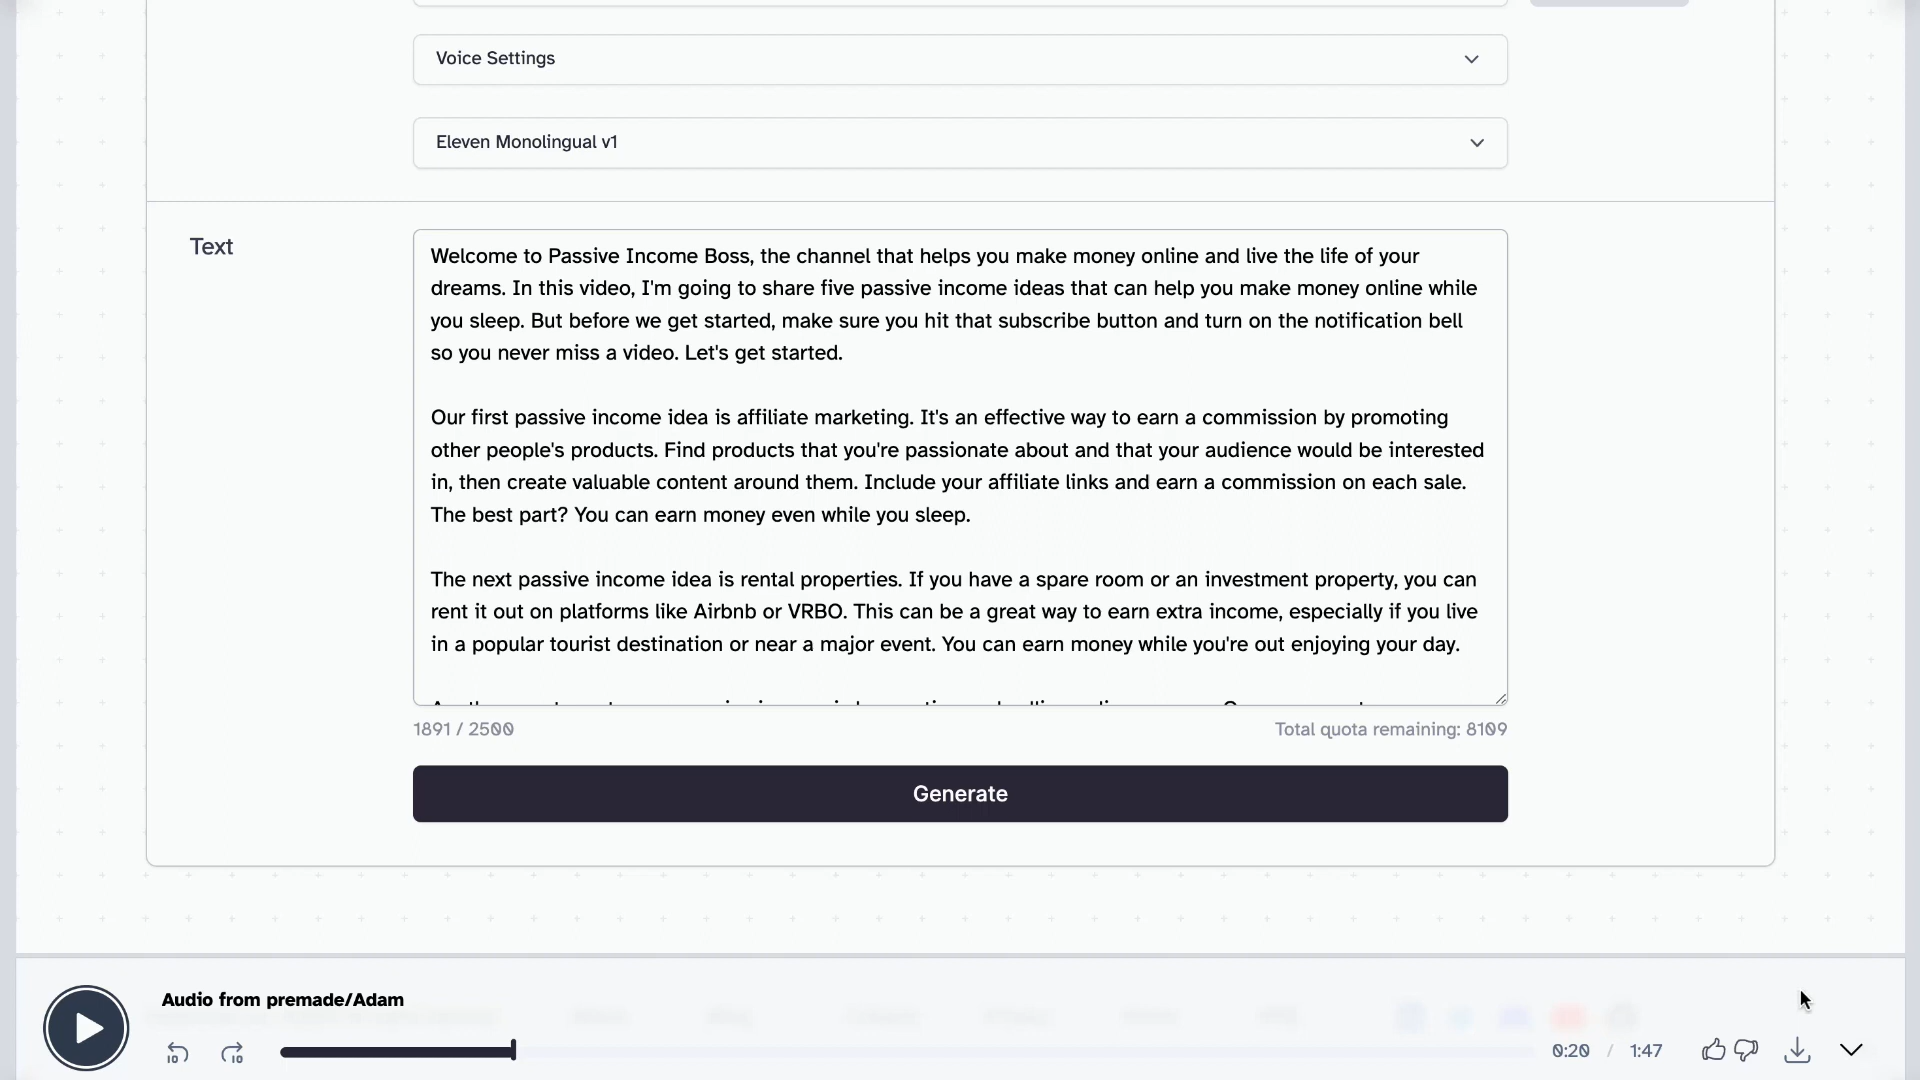 Voice Settings
Eleven Monolingual v1
Text
Welcome to Passive Income Boss, the channel that helps you make money online and live the life of your
dreams. In this video, I'm going to share five passive income ideas that can help you make money online while
you sleep. But before we get started, make sure you hit that subscribe button and turn on the notification bell
so you never miss a video. Let's get started.
Our first passive income idea is affiliate marketing. It's an effective way to earn a commission by promoting
other people's products. Find products that you're passionate about and that your audience would be interested
in, then create valuable content around them. Include your affiliate links and earn a commission on each sale.
The best part? You can earn money even while you sleep.
The next passive income idea is rental properties. If you have a spare room or an investment property, you can
rent it out on platforms like Airbnb or VRBO. This can be a great way to earn extra income, especially if you live
in a popular tourist destination or near a major event. You can earn money while you're out enjoying your day.
1891 / 2500
Total quota remaining: 8109
Generate
Audio from premade/Adam
10
10
0:20 / 1:47